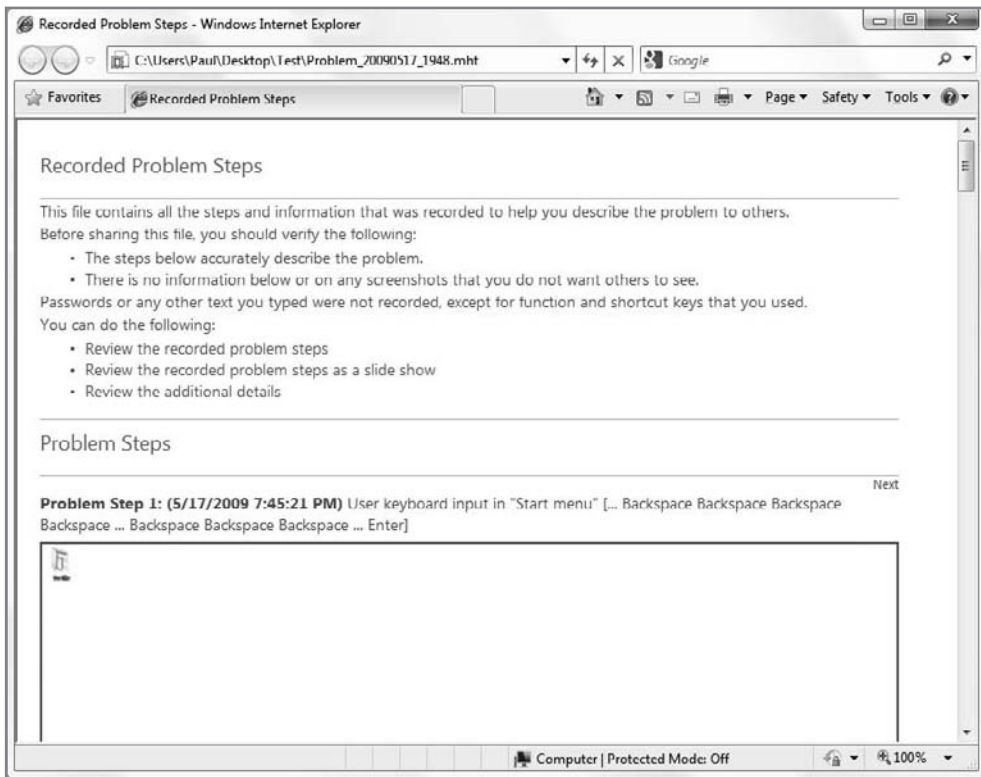 Recorded Problem Steps - Windows Internet Explorer
C:\Users\Paul\Desktop\Test\Problem_20090517_1948.mht
Google
Favorites
Recorded Problem Steps
Page
Safety
Tools
Recorded Problem Steps
This file contains all the steps and information that was recorded to help you describe the problem to others.
Before sharing this file, you should verify the following:
• The steps below accurately describe the problem.
• There is no information below or on any screenshots that you do not want others to see.
Passwords or any other text you typed were not recorded, except for function and shortcut keys that you used.
You can do the following:
• Review the recorded problem steps
• Review the recorded problem steps as a slide show
• Review the additional details
Problem Steps
Next
Problem Step 1: (5/17/2009 7:45:21 PM) User keyboard input in "Start menu" [... Backspace Backspace Backspace
Backspace ... Backspace Backspace Backspace ... Enter]
Computer | Protected Mode: Off
100%